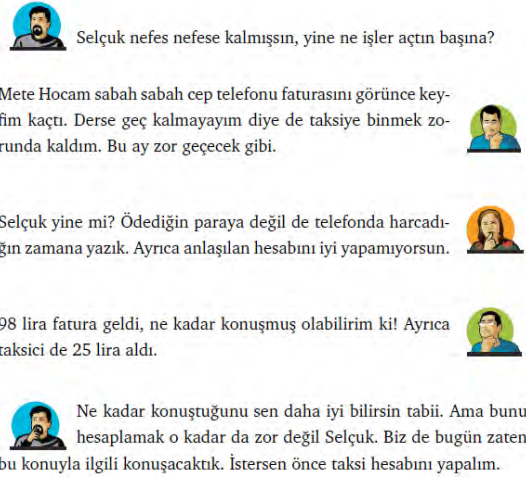 Selçuk nefes nefese kalmışsın, yine ne işler açtın başına?
Mete Hocam sabah sabah cep telefonu faturasını görünce key-
fim kaçtı. Derse geç kalmayayım diye de taksiye binmek zo-
runda kaldım. Bu ay zor geçecek gibi.
Selçuk yine mi? Ödediğin paraya değil de telefonda harcadı-
ğın zamana yazık. Ayrıca anlaşılan hesabını iyi yapamıyorsun.
98 lira fatura geldi, ne kadar konuşmuş olabilirim ki! Ayrıca
taksici de 25 lira aldı.
Ne kadar konuştuğunu sen daha iyi bilirsin tabii. Ama bunu
hesaplamak o kadar da zor değil Selçuk. Biz de bugün zaten
bu konuyla ilgili konuşacaktık. İstersen önce taksi hesabını yapalım.